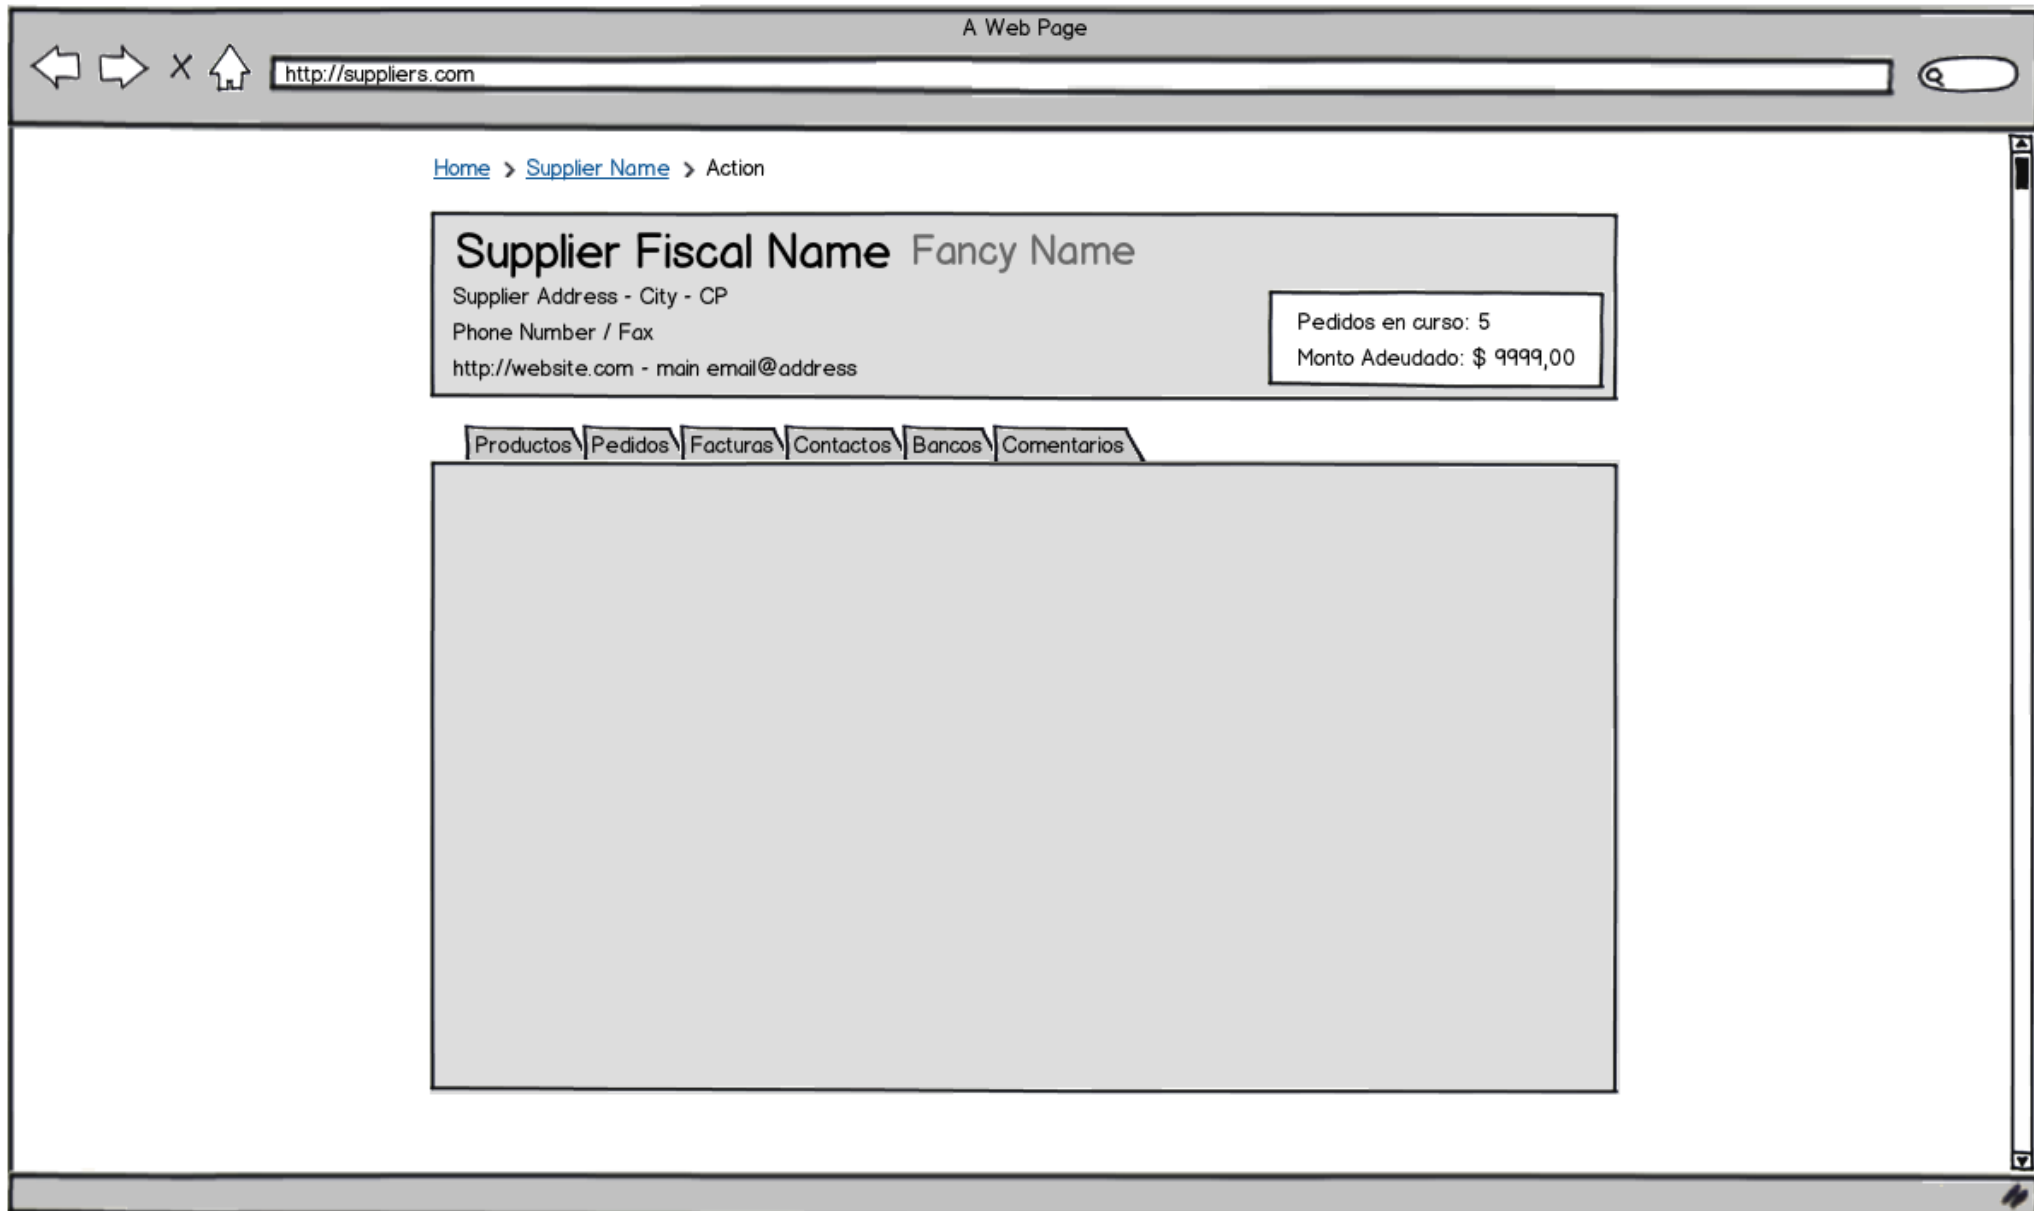 A Web Page
http://suppliers.com
Home > Supplier Name > Action
Supplier Fiscal Name Fancy Name
Supplier Address - City - CP
Phone Number / Fax
http://website.com - main email@address
Pedidos en curso: 5
Monto Adeudado: $ 9999,00
Productos Pedidos Facturas Contactos Bancos Comentarios